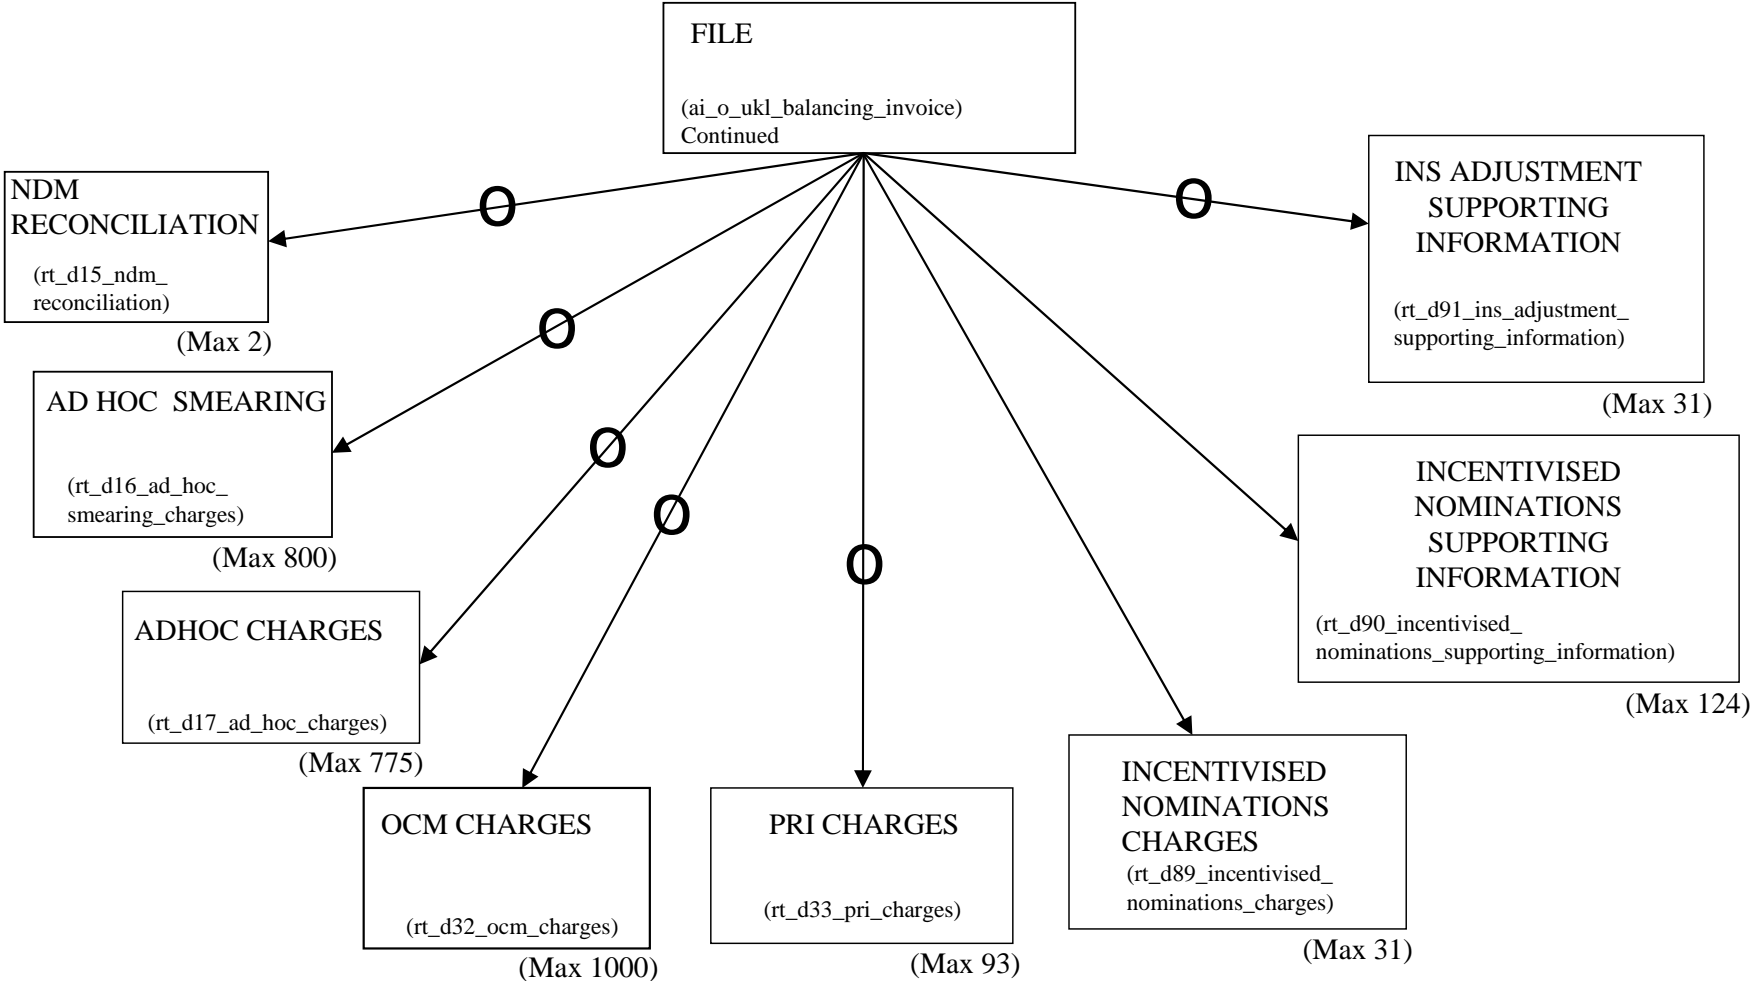 FILE
(ai_o_ukl_balancing_invoice)
Continued
NDM
RECONCILIATION
(rt_d15_ndm_
reconciliation)
(Max 2)
O
O
O
O
O
O
INS ADJUSTMENT
SUPPORTING
INFORMATION
(rt_d91_ins_adjustment_
supporting_information)
(Max 31)
AD HOC  SMEARING
(rt_d16_ad_hoc_
smearing_charges)
(Max 800)
INCENTIVISED
NOMINATIONS
SUPPORTING
INFORMATION
(rt_d90_incentivised_
nominations_supporting_information)
(Max 124)
ADHOC CHARGES
(rt_d17_ad_hoc_charges)
(Max 775)
OCM CHARGES
(rt_d32_ocm_charges)
(Max 1000)
PRI CHARGES
(rt_d33_pri_charges)
(Max 93)
INCENTIVISED
NOMINATIONS
CHARGES
(rt_d89_incentivised_
nominations_charges)
(Max 31)